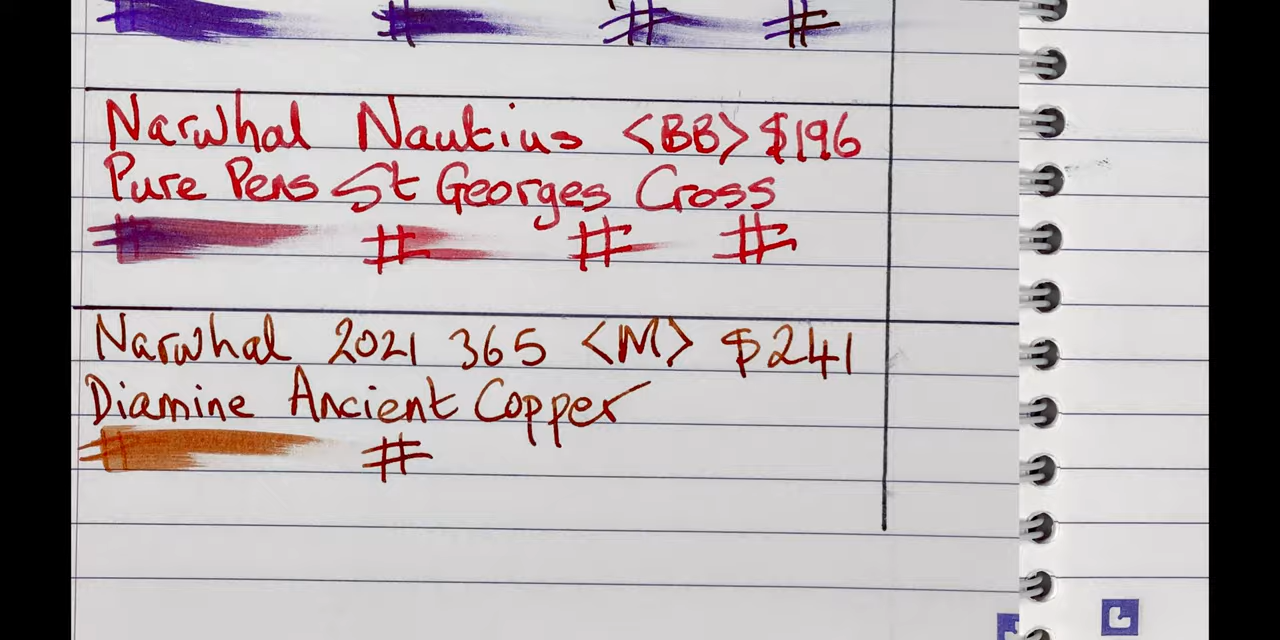 Narwhal Nautius <BB> $196
Pure Pens St Georges Cross
# # # #
Narwhal 2021 365 <M> $241
Diamine Ancient Copper
# #